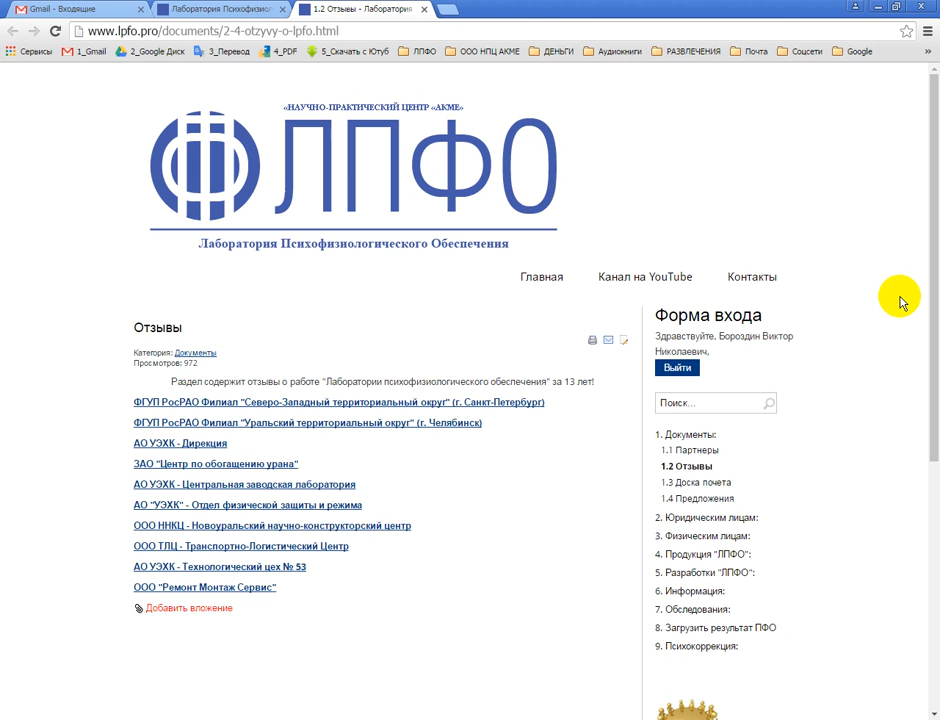 Gmail - Входящие
Лаборатория Психофизиол
1.2 Отзывы - Лаборатория
www.lpfo.pro/documents/2-4-otzyvy-o-lpfo.html
Сервисы 1_Gmail 2_Google Диск 3_Перевод 4_PDF 5_Скачать с Ютуб ЛПФО ООО НПЦ АКМЕ ДЕНЬГИ Аудиокниги РАЗВЛЕЧЕНИЯ Почта Соцсети Google »
«НАУЧНО-ПРАКТИЧЕСКИЙ ЦЕНТР «АКМЕ»
ЛПФО
Лаборатория Психофизиологического Обеспечения
Главная Канал на YouTube Контакты
Отзывы
Категория: Документы
Просмотров: 972
Раздел содержит отзывы о работе "Лаборатории психофизиологического обеспечения" за 13 лет!
ФГУП РосРАО Филиал "Северо-Западный территориальный округ" (г. Санкт-Петербург)
ФГУП РосРАО Филиал "Уральский территориальный округ" (г. Челябинск)
АО УЭХК - Дирекция
ЗАО "Центр по обогащению урана"
АО УЭХК - Центральная заводская лаборатория
АО "УЭХК" - Отдел физической защиты и режима
ООО ННКЦ - Новоуральский научно-конструкторский центр
ООО ТЛЦ - Транспортно-Логистический Центр
АО УЭХК - Технологический цех № 53
ООО "Ремонт Монтаж Сервис"
Добавить вложение
Форма входа
Здравствуйте, Бороздин Виктор
Николаевич,
Выйти
Поиск...
1. Документы:
1.1 Партнеры
1.2 Отзывы
1.3 Доска почета
1.4 Предложения
2. Юридическим лицам:
3. Физическим лицам:
4. Продукция "ЛПФО":
5. Разработки "ЛПФО":
6. Информация:
7. Обследования:
8. Загрузить результат ПФО
9. Психокоррекция: